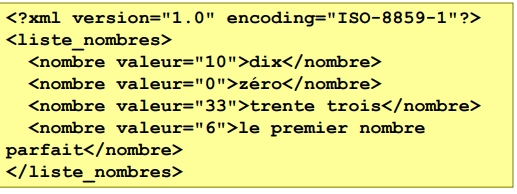 <?xml version="1.0" encoding="ISO-8859-1"?>
<liste_nombres>
  <nombre valeur="10">dix</nombre>
  <nombre valeur="0">zéro</nombre>
  <nombre valeur="33">trente trois</nombre>
  <nombre valeur="6">le premier nombre
parfait</nombre>
</liste_nombres>